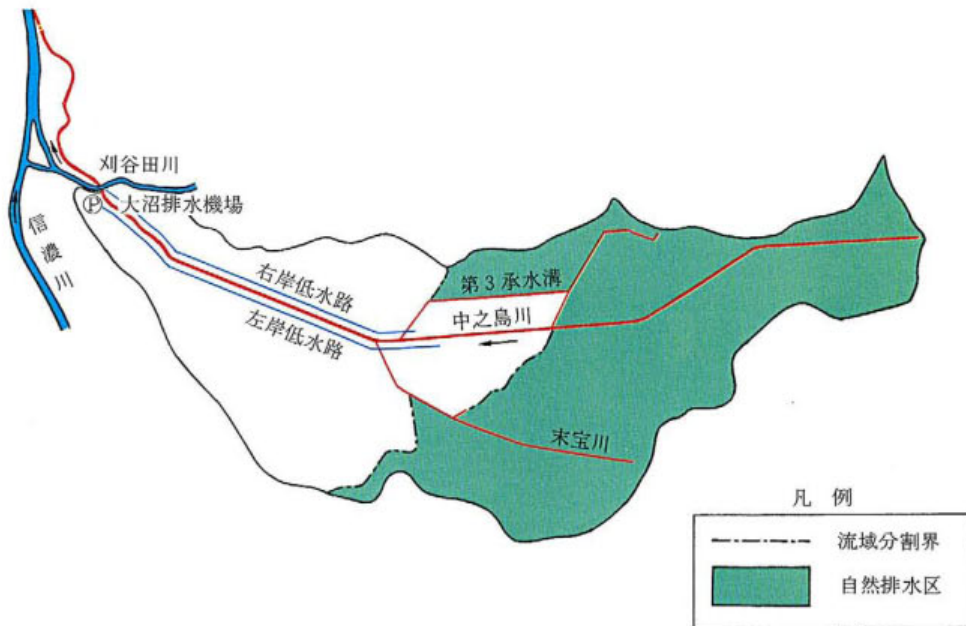 刈谷田川
Ⓟ 大沼排水機場
信濃川
右岸低水路
第3承水溝
中之島川
左岸低水路
末宝川
凡例
流域分割界
自然排水区